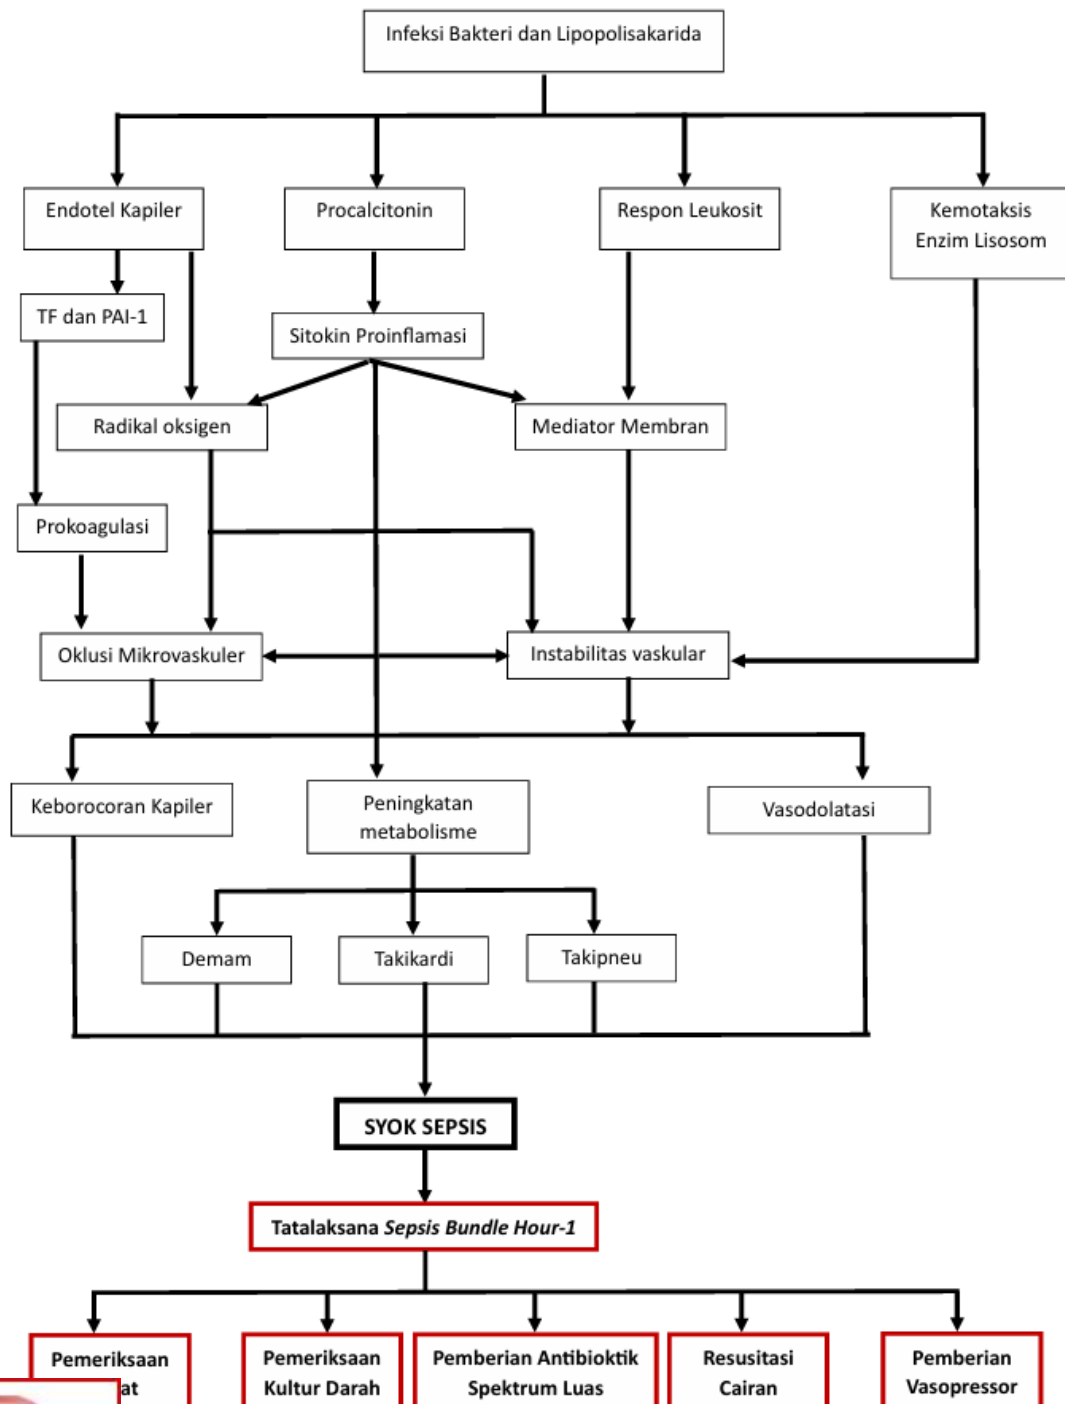 Infeksi Bakteri dan Lipopolisakarida
Endotel Kapiler
Procalcitonin
Respon Leukosit
Kemotaksis
Enzim Lisosom
TF dan PAI-1
Sitokin Proinflamasi
Radikal oksigen
Mediator Membran
Prokoagulasi
Oklusi Mikrovaskuler
Instabilitas vaskular
Keborocoran Kapiler
Peningkatan
metabolisme
Vasodolatasi
Demam
Takikardi
Takipneu
SYOK SEPSIS
Tatalaksana Sepsis Bundle Hour-1
Pemeriksaan
Pemeriksaan
Kultur Darah
Pemberian Antibioktik
Spektrum Luas
Resusitasi
Cairan
Pemberian
Vasopressor